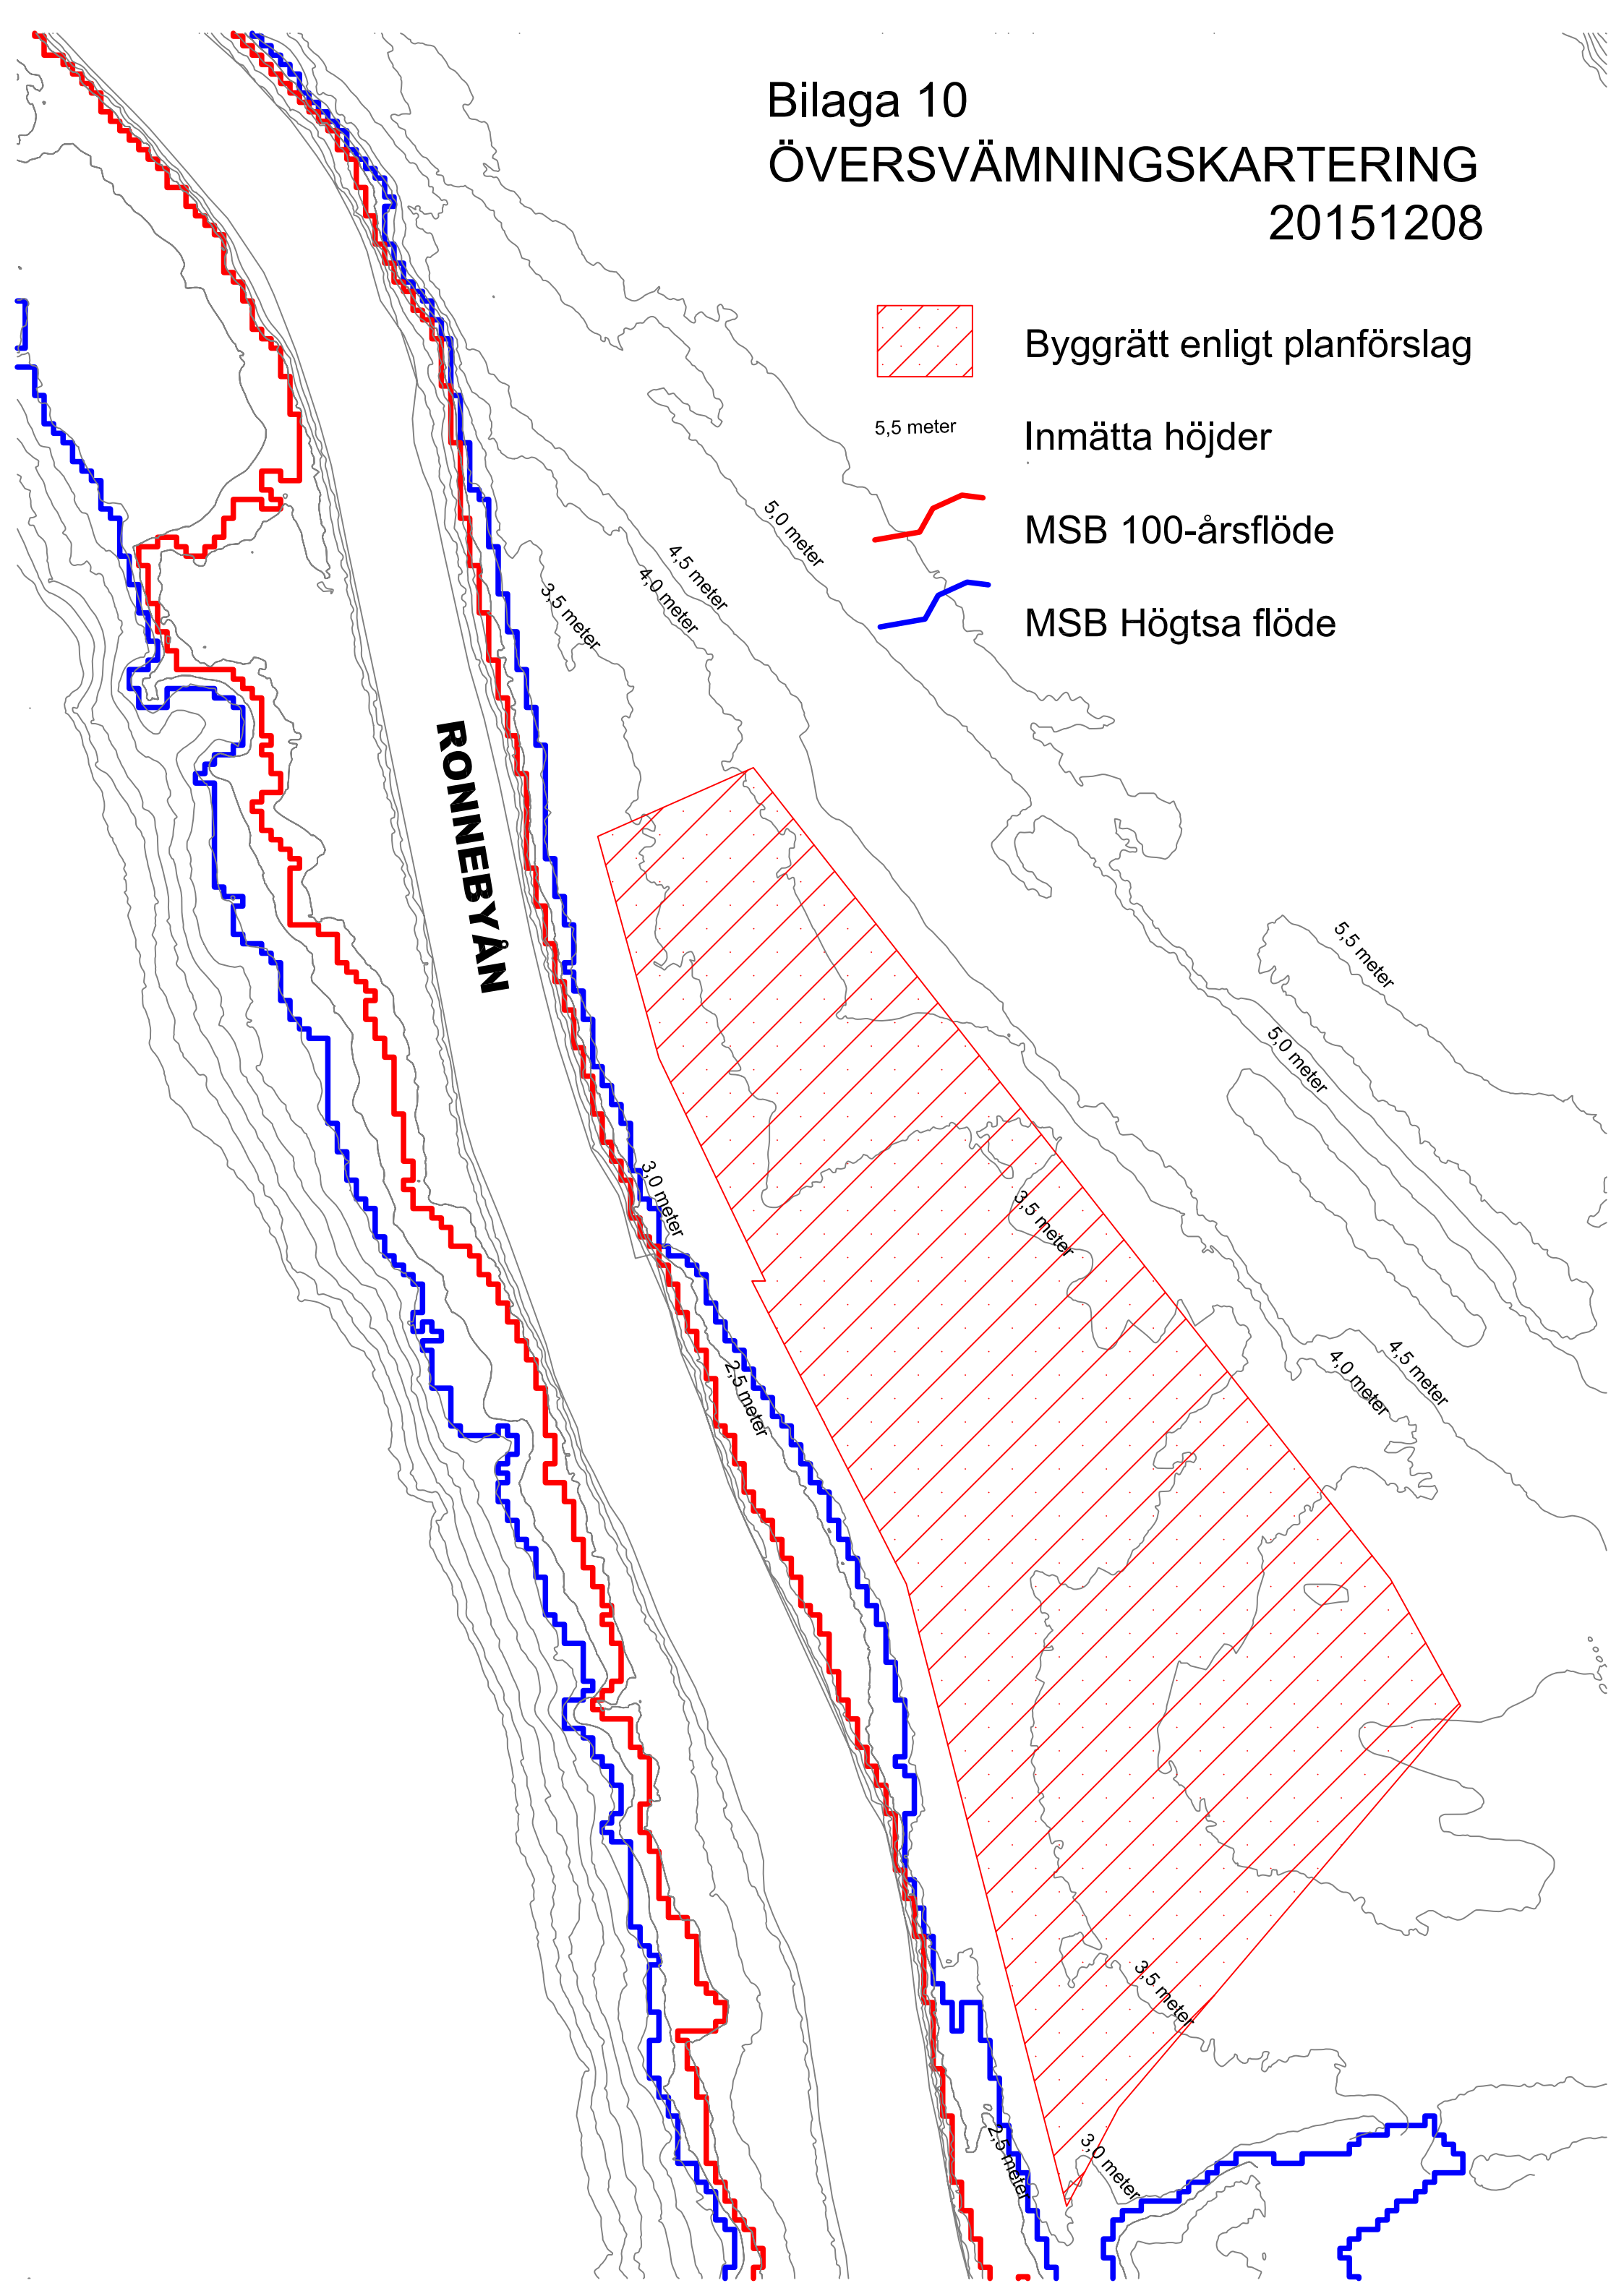 Bilaga 10
ÖVERSVÄMNINGSKARTERING
20151208
Byggrätt enligt planförslag
5,5 meter
Inmätta höjder
MSB 100-årsflöde
MSB Högtsa flöde
5,0 meter
4,5 meter
4,0 meter
3,5 meter
RONNEBYÅN
5,5 meter
5,0 meter
3,0 meter
3,5 meter
4,5 meter
4,0 meter
2,5 meter
3,5 meter
2,5 meter
3,0 meter